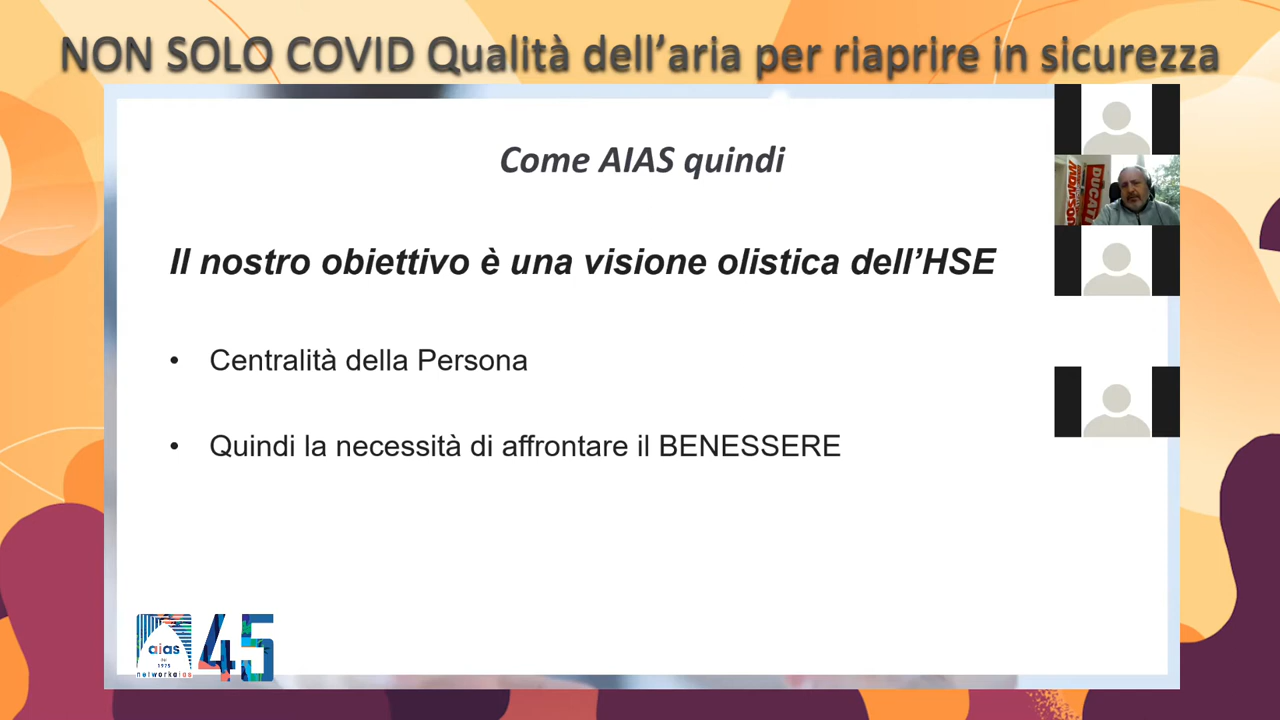 NON SOLO COVID Qualità dell'aria per riaprire in sicurezza
Come AIAS quindi
Il nostro obiettivo è una visione olistica dell'HSE
• Centralità della Persona
• Quindi la necessità di affrontare il BENESSERE
DUCATI
aias
1975
networkaias
45